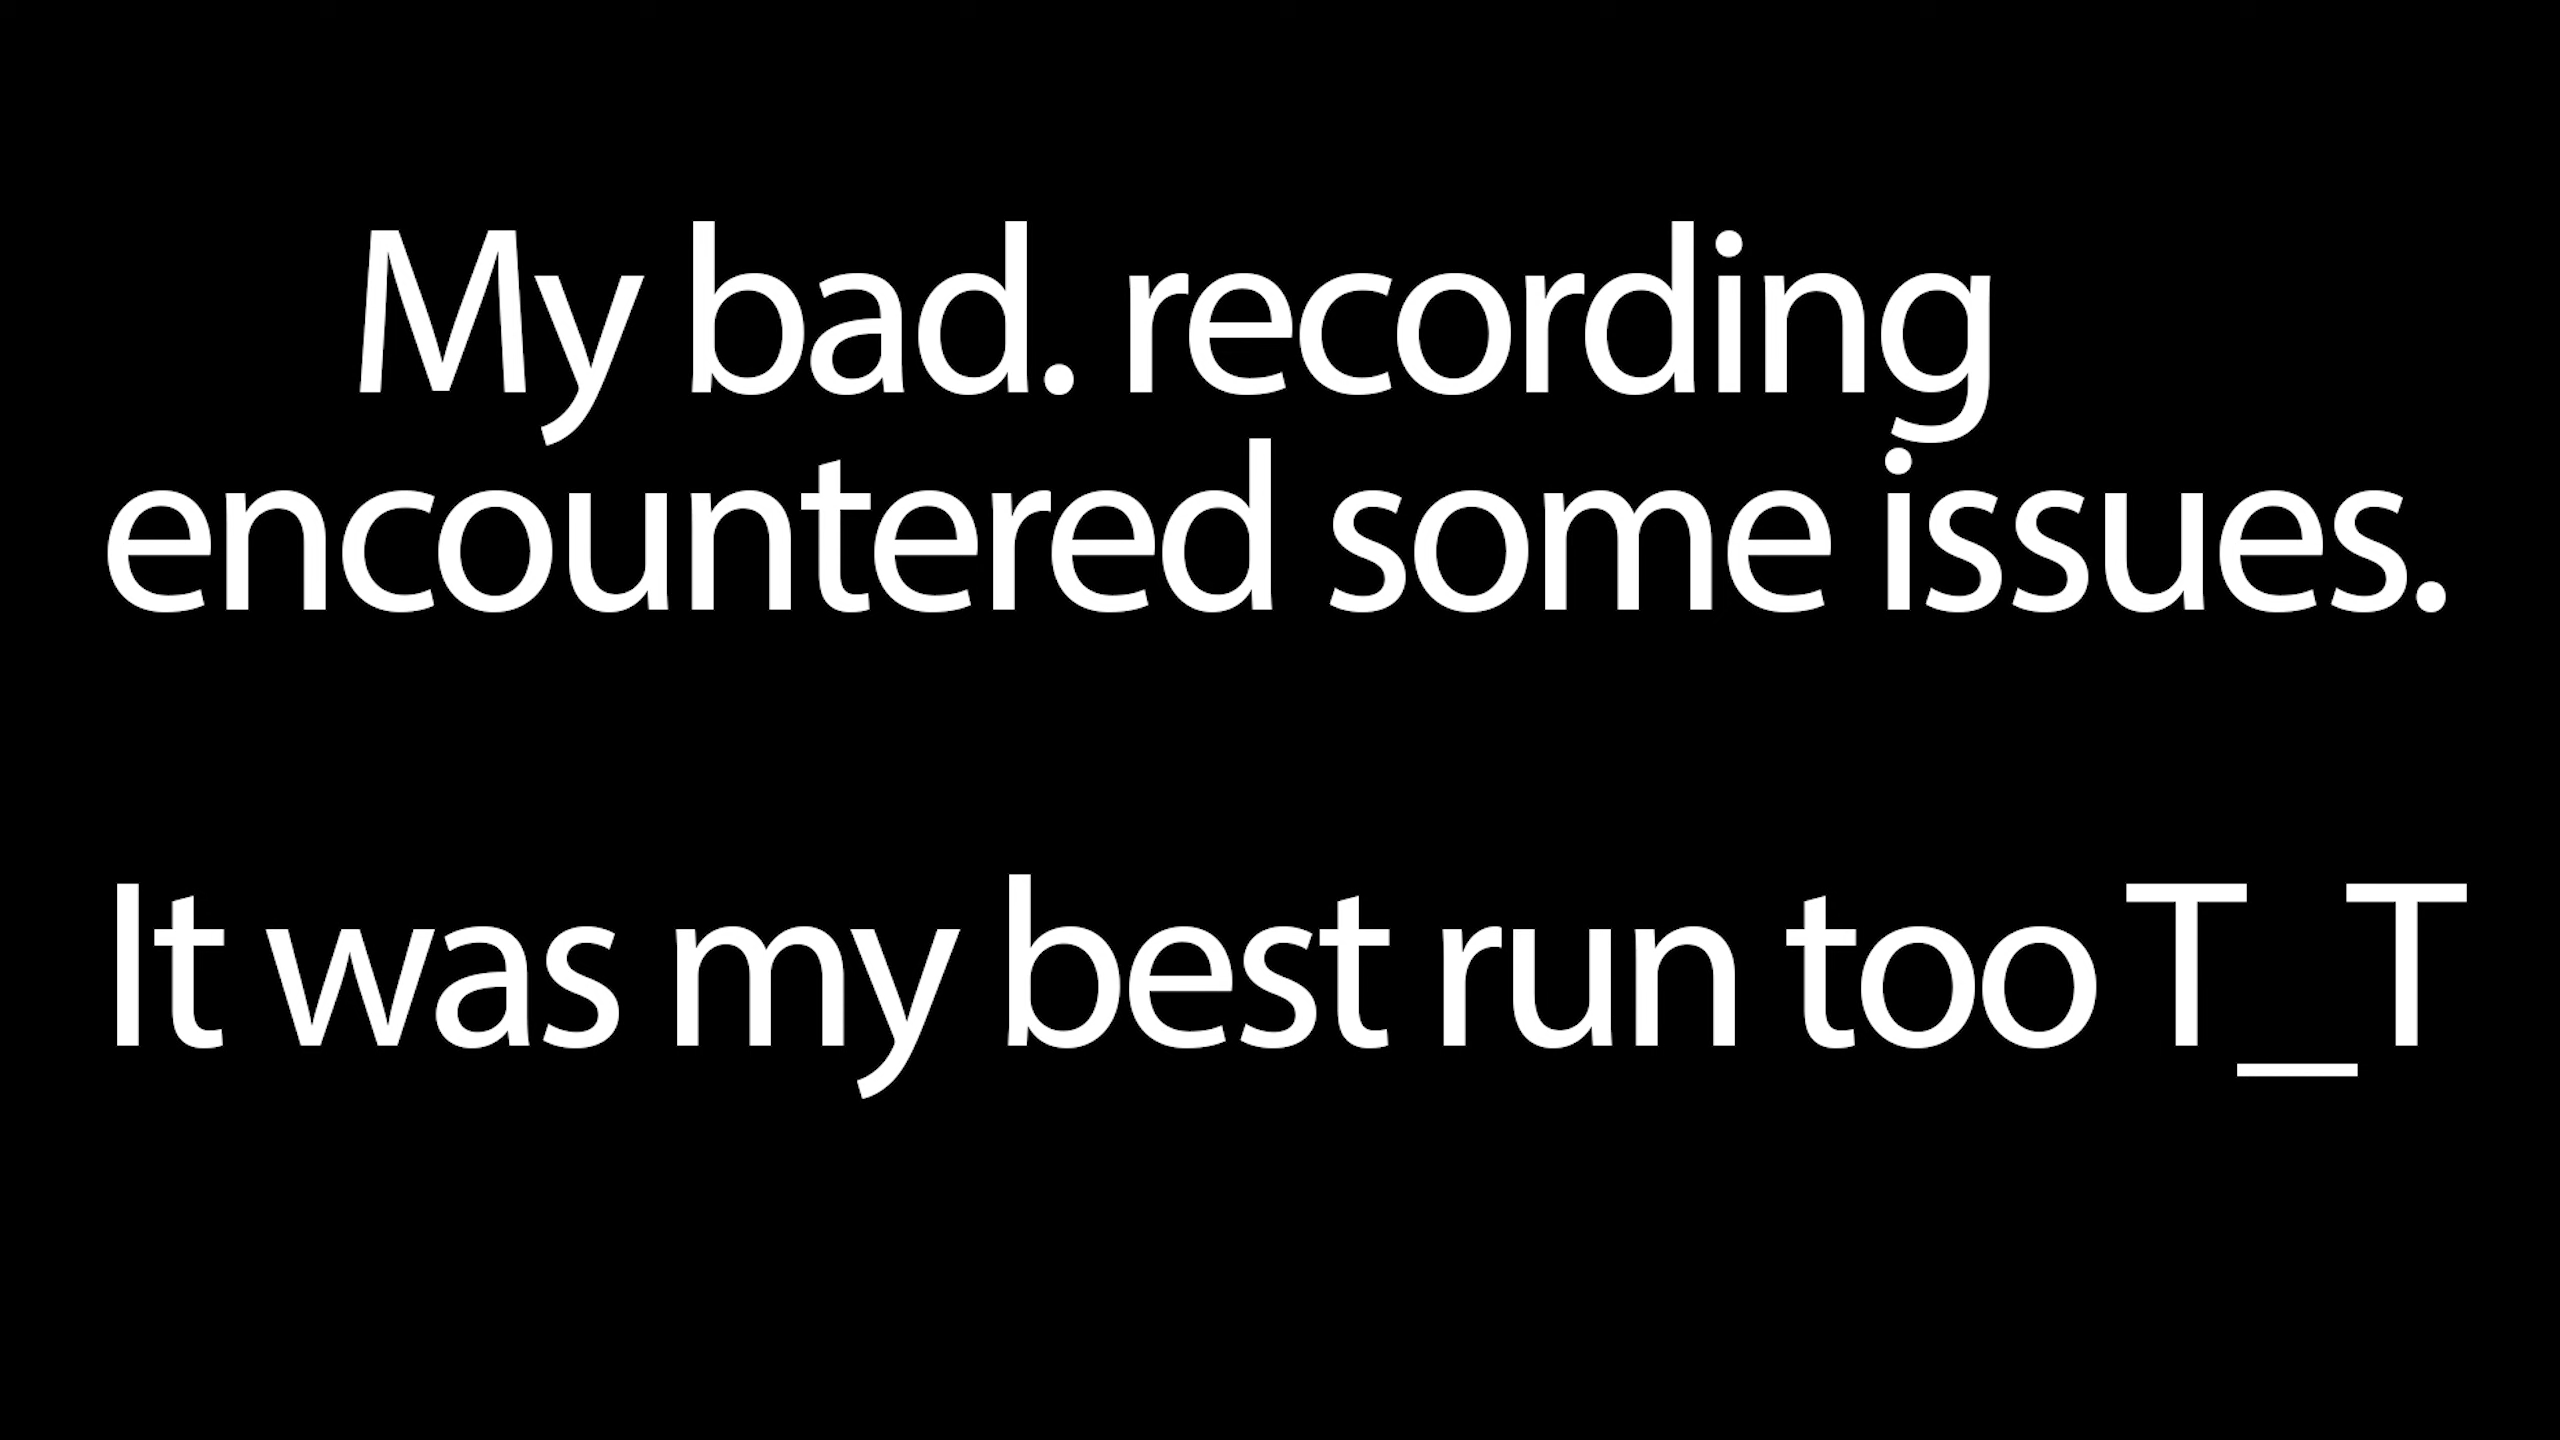 My bad. recording
encountered some issues.
It was my best run too T_T